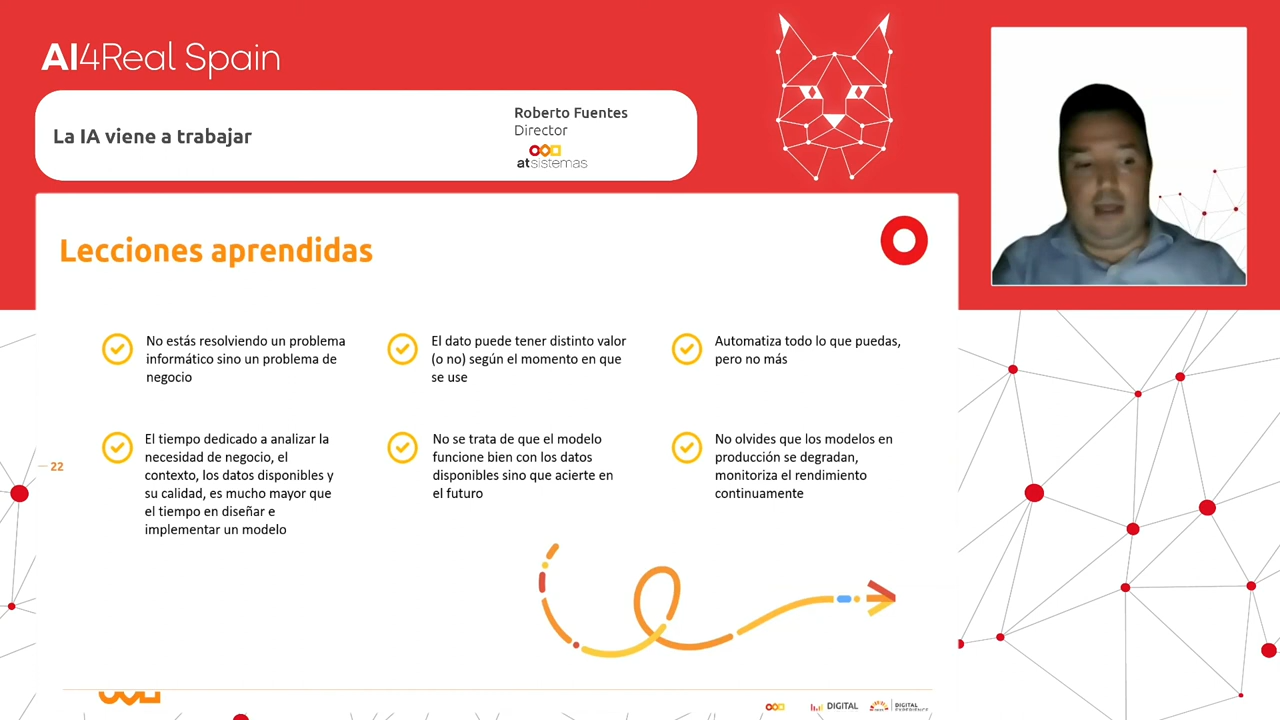 AI4Real Spain
La IA viene a trabajar
Roberto Fuentes
Director
atsistemas
Lecciones aprendidas
No estás resolviendo un problema
informático sino un problema de
negocio
El dato puede tener distinto valor
(o no) según el momento en que
se use
Automatiza todo lo que puedas,
pero no más
El tiempo dedicado a analizar la
necesidad de negocio, el
contexto, los datos disponibles y
su calidad, es mucho mayor que
el tiempo en diseñar e
implementar un modelo
No se trata de que el modelo
funcione bien con los datos
disponibles sino que acierte en
el futuro
No olvides que los modelos en
producción se degradan,
monitoriza el rendimiento
continuamente
22
DIGITAL
DIGITAL
EXPERIENCE